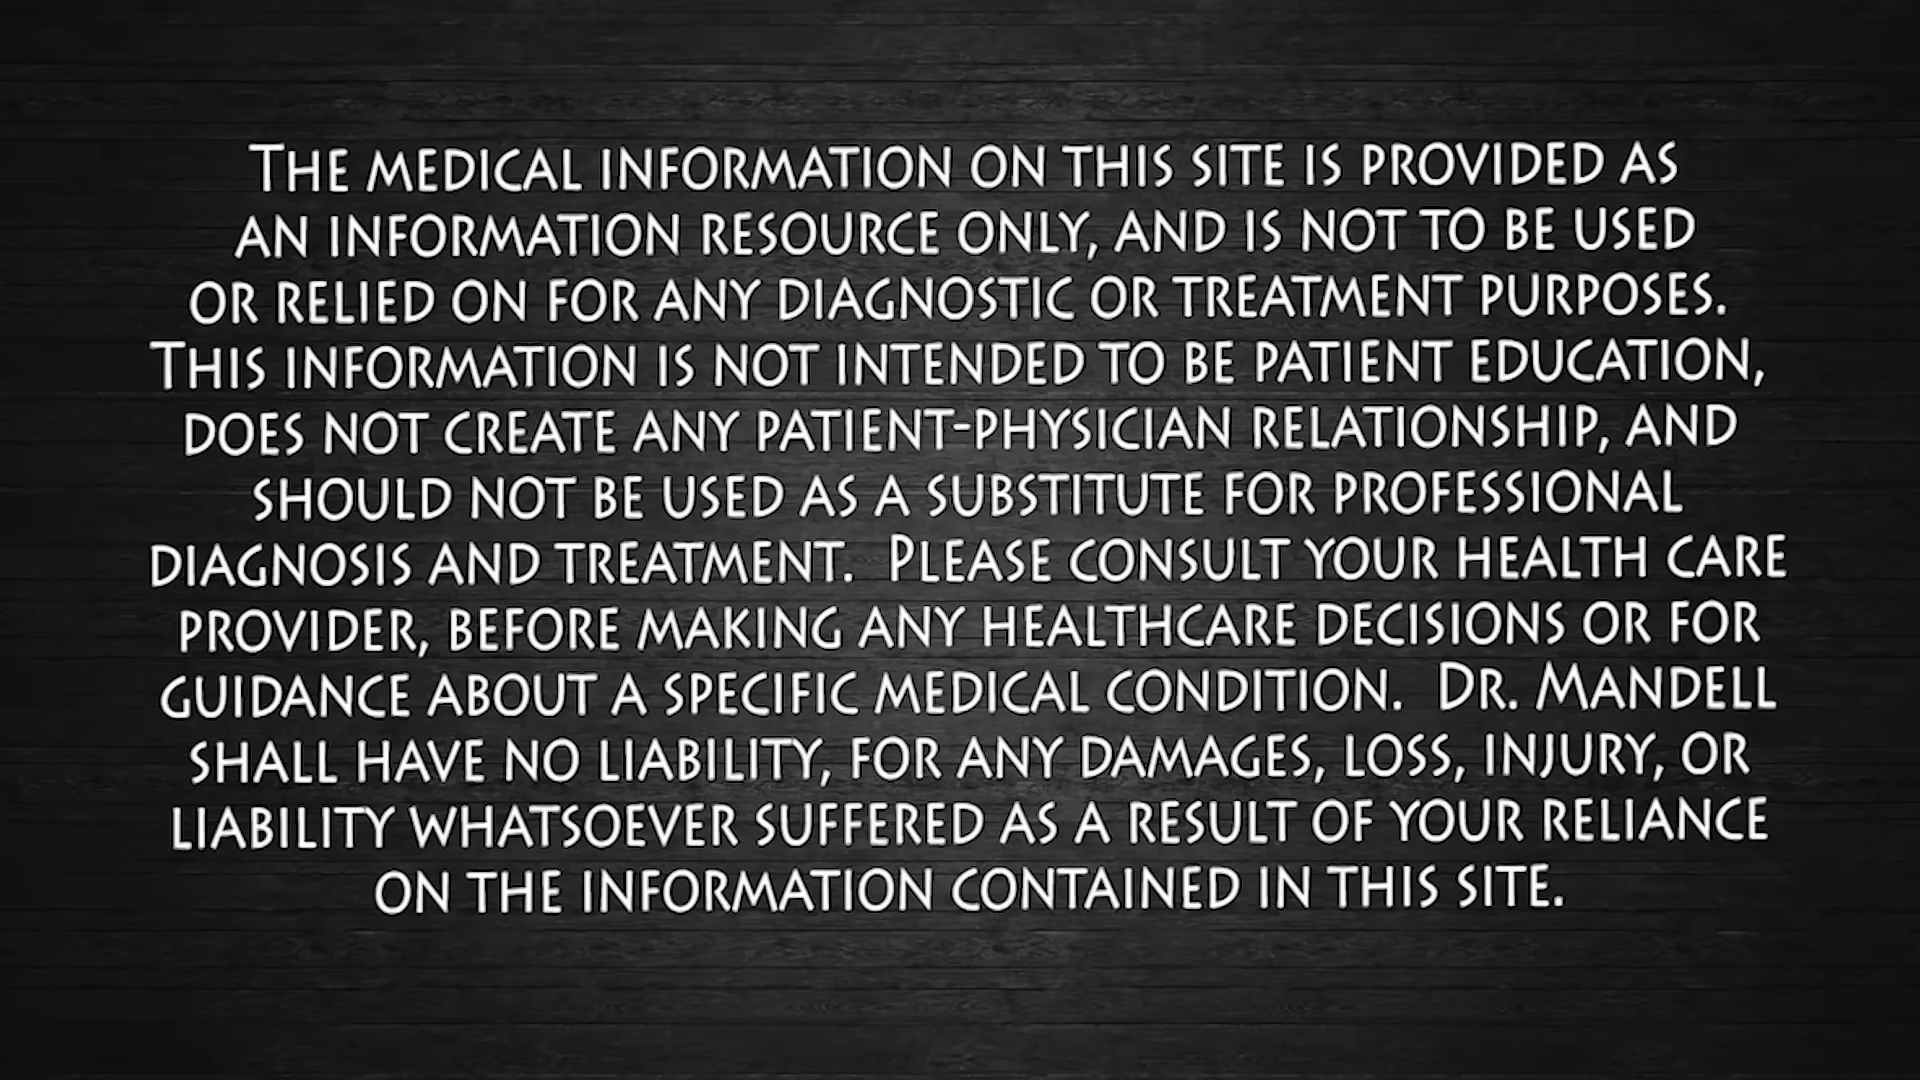 The medical information on this site is provided as
an information resource only, and is not to be used
or relied on for any diagnostic or treatment purposes.
This information is not intended to be patient education,
does not create any patient-physician relationship, and
should not be used as a substitute for professional
diagnosis and treatment.  Please consult your health care
provider, before making any healthcare decisions or for
guidance about a specific medical condition.  Dr. Mandell
shall have no liability, for any damages, loss, injury, or
liability whatsoever suffered as a result of your reliance
on the information contained in this site.